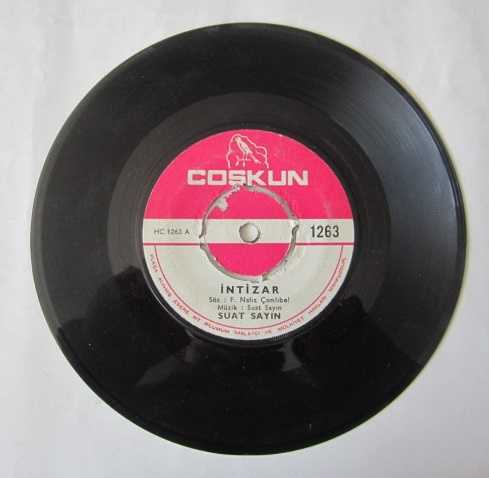 COŞKUN
HC 1263 A
1263
İNTİZAR
Söz : F. Nafiz Çamlıbel
Müzik : Suat Sayın
SUAT SAYIN